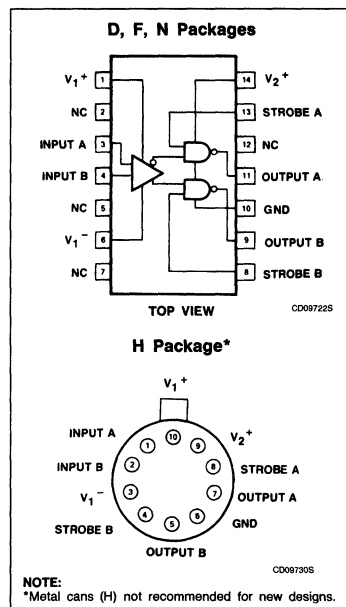 D, F, N Packages
V1+ 1
14 V2+
NC 2
13 STROBE A
INPUT A 3
12 NC
INPUT B 4
11 OUTPUT A
NC 5
10 GND
V1− 6
9 OUTPUT B
NC 7
8 STROBE B
TOP VIEW
CD09722S
H Package*
V1+
INPUT A 1
10
9 V2+
INPUT B 2
8 STROBE A
V1− 3
7 OUTPUT A
STROBE B 4
6 GND
5
OUTPUT B
CD09730S
NOTE:
*Metal cans (H) not recommended for new designs.